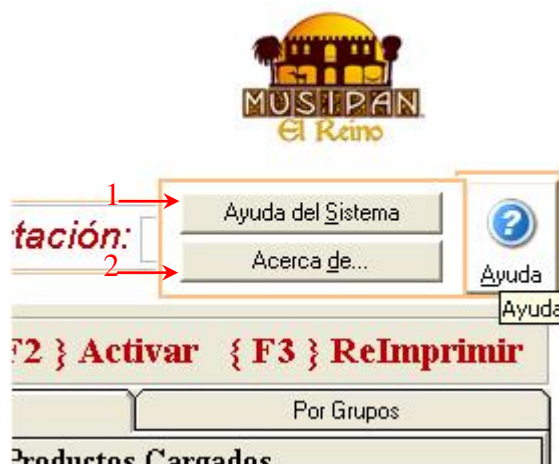 MUSIPAN
El Reino
1 Ayuda del Sistema
tación:
2 Acerca de...
Ayuda
Ayuda
F2 } Activar { F3 } ReImprimir
Por Grupos
Productos Cargados